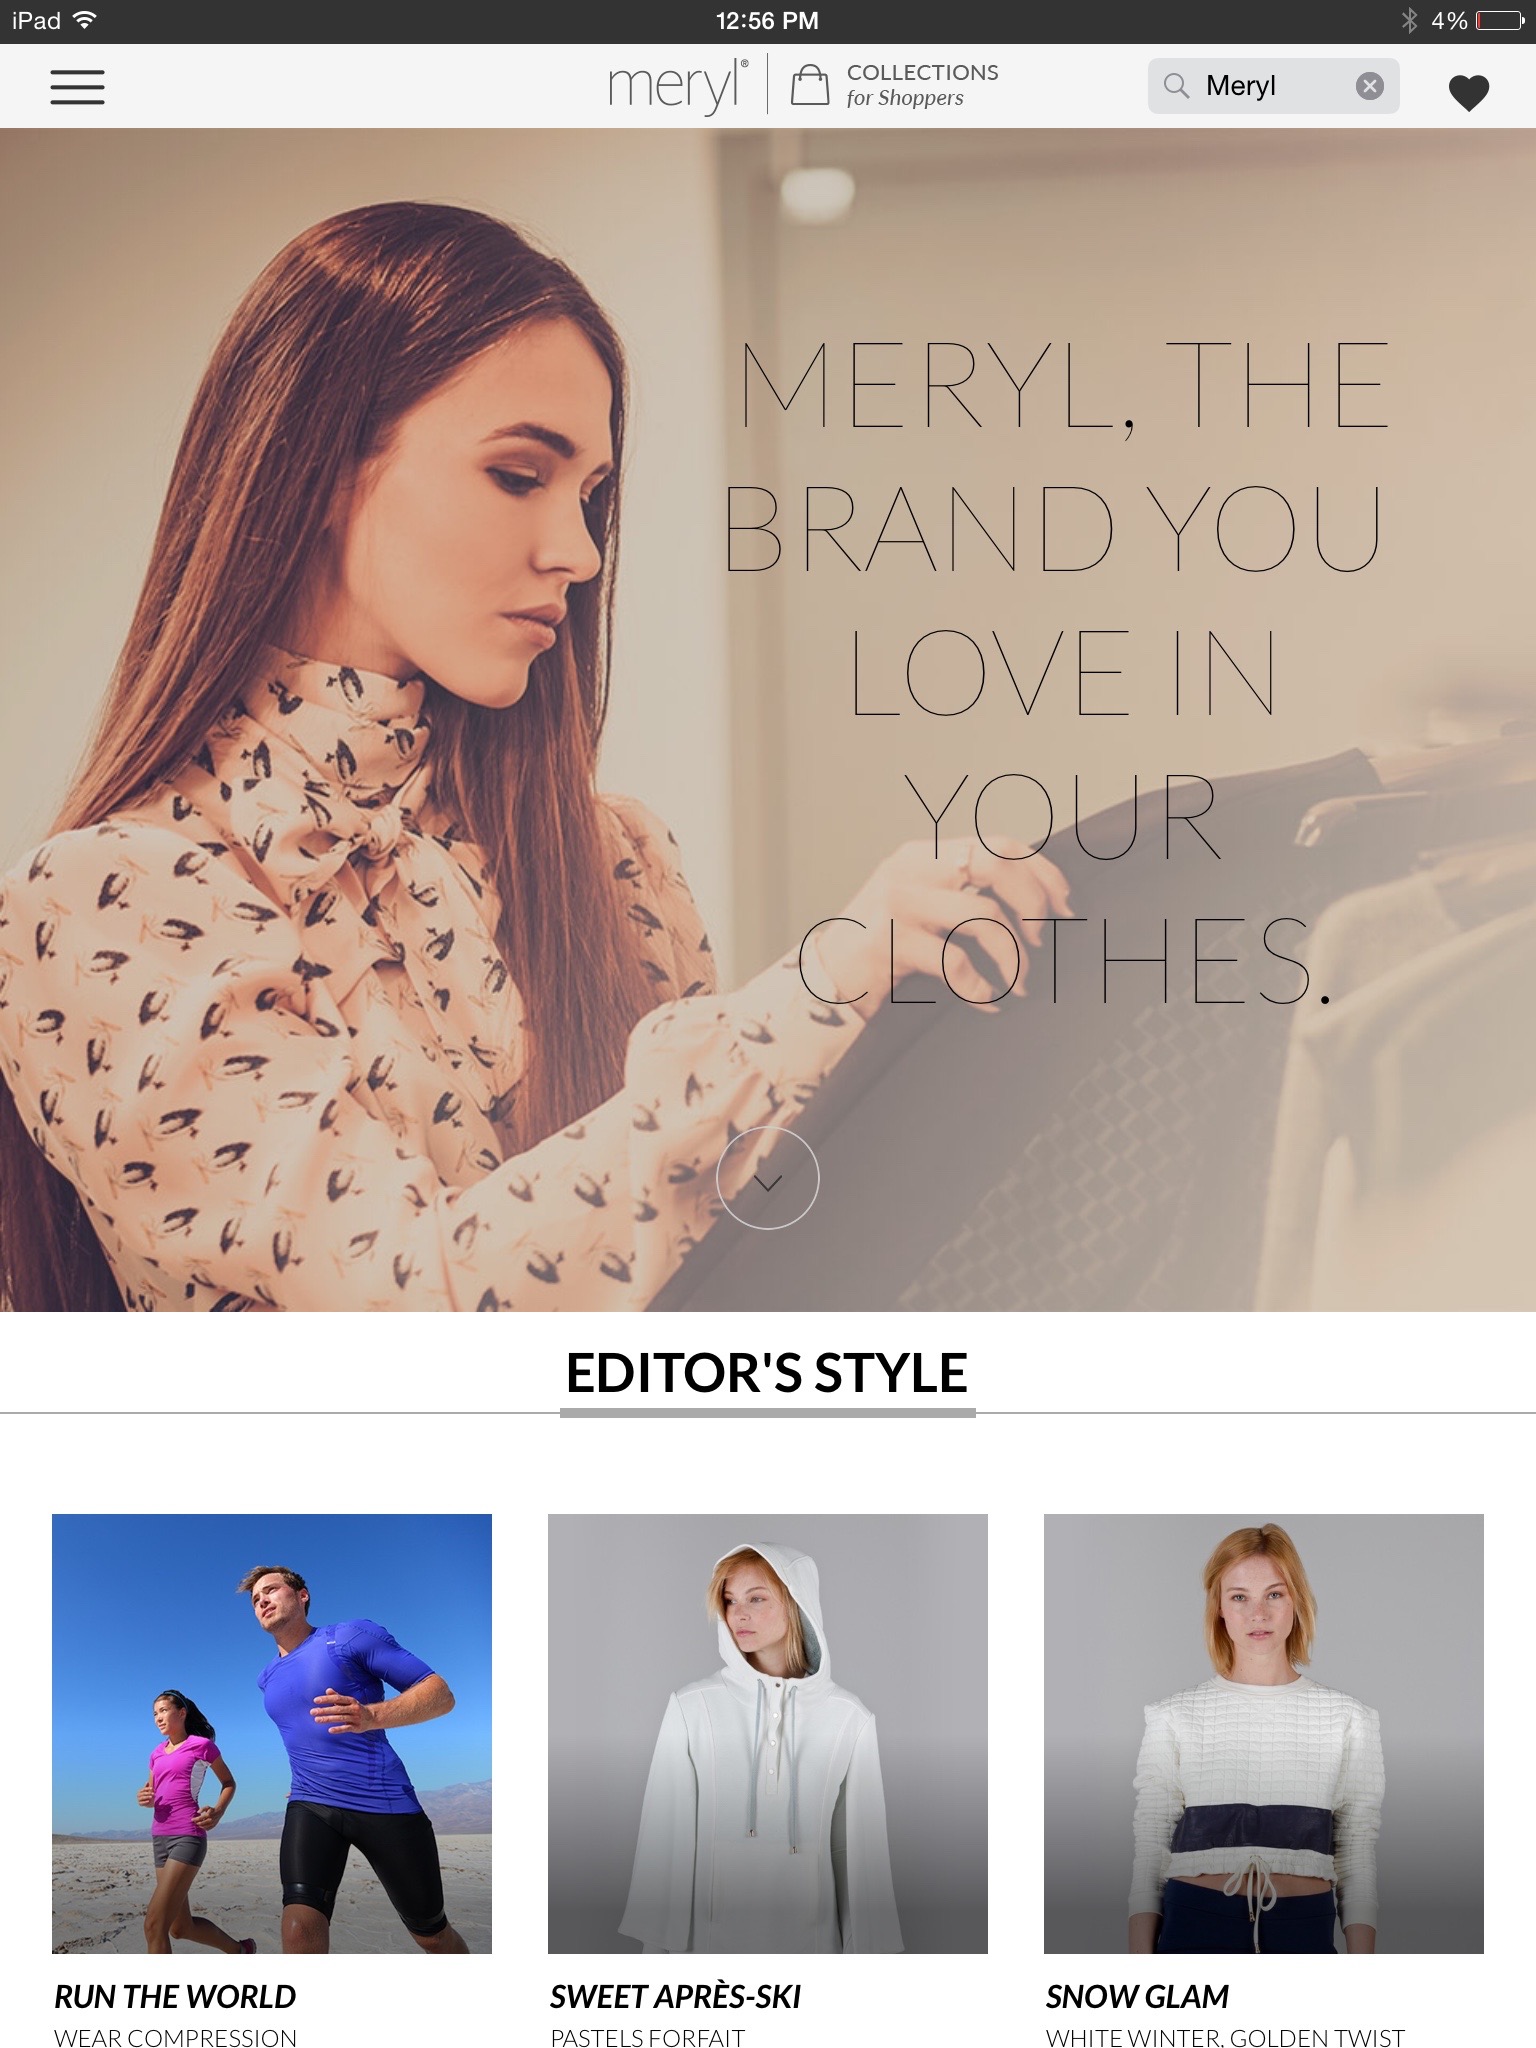 iPad 12:56 PM 4%
meryl® COLLECTIONS
for Shoppers
Meryl
MERYL, THE
BRAND YOU
LOVE IN
YOUR
CLOTHES.
EDITOR'S STYLE
RUN THE WORLD
WEAR COMPRESSION
SWEET APRÈS-SKI
PASTELS FORFAIT
SNOW GLAM
WHITE WINTER, GOLDEN TWIST